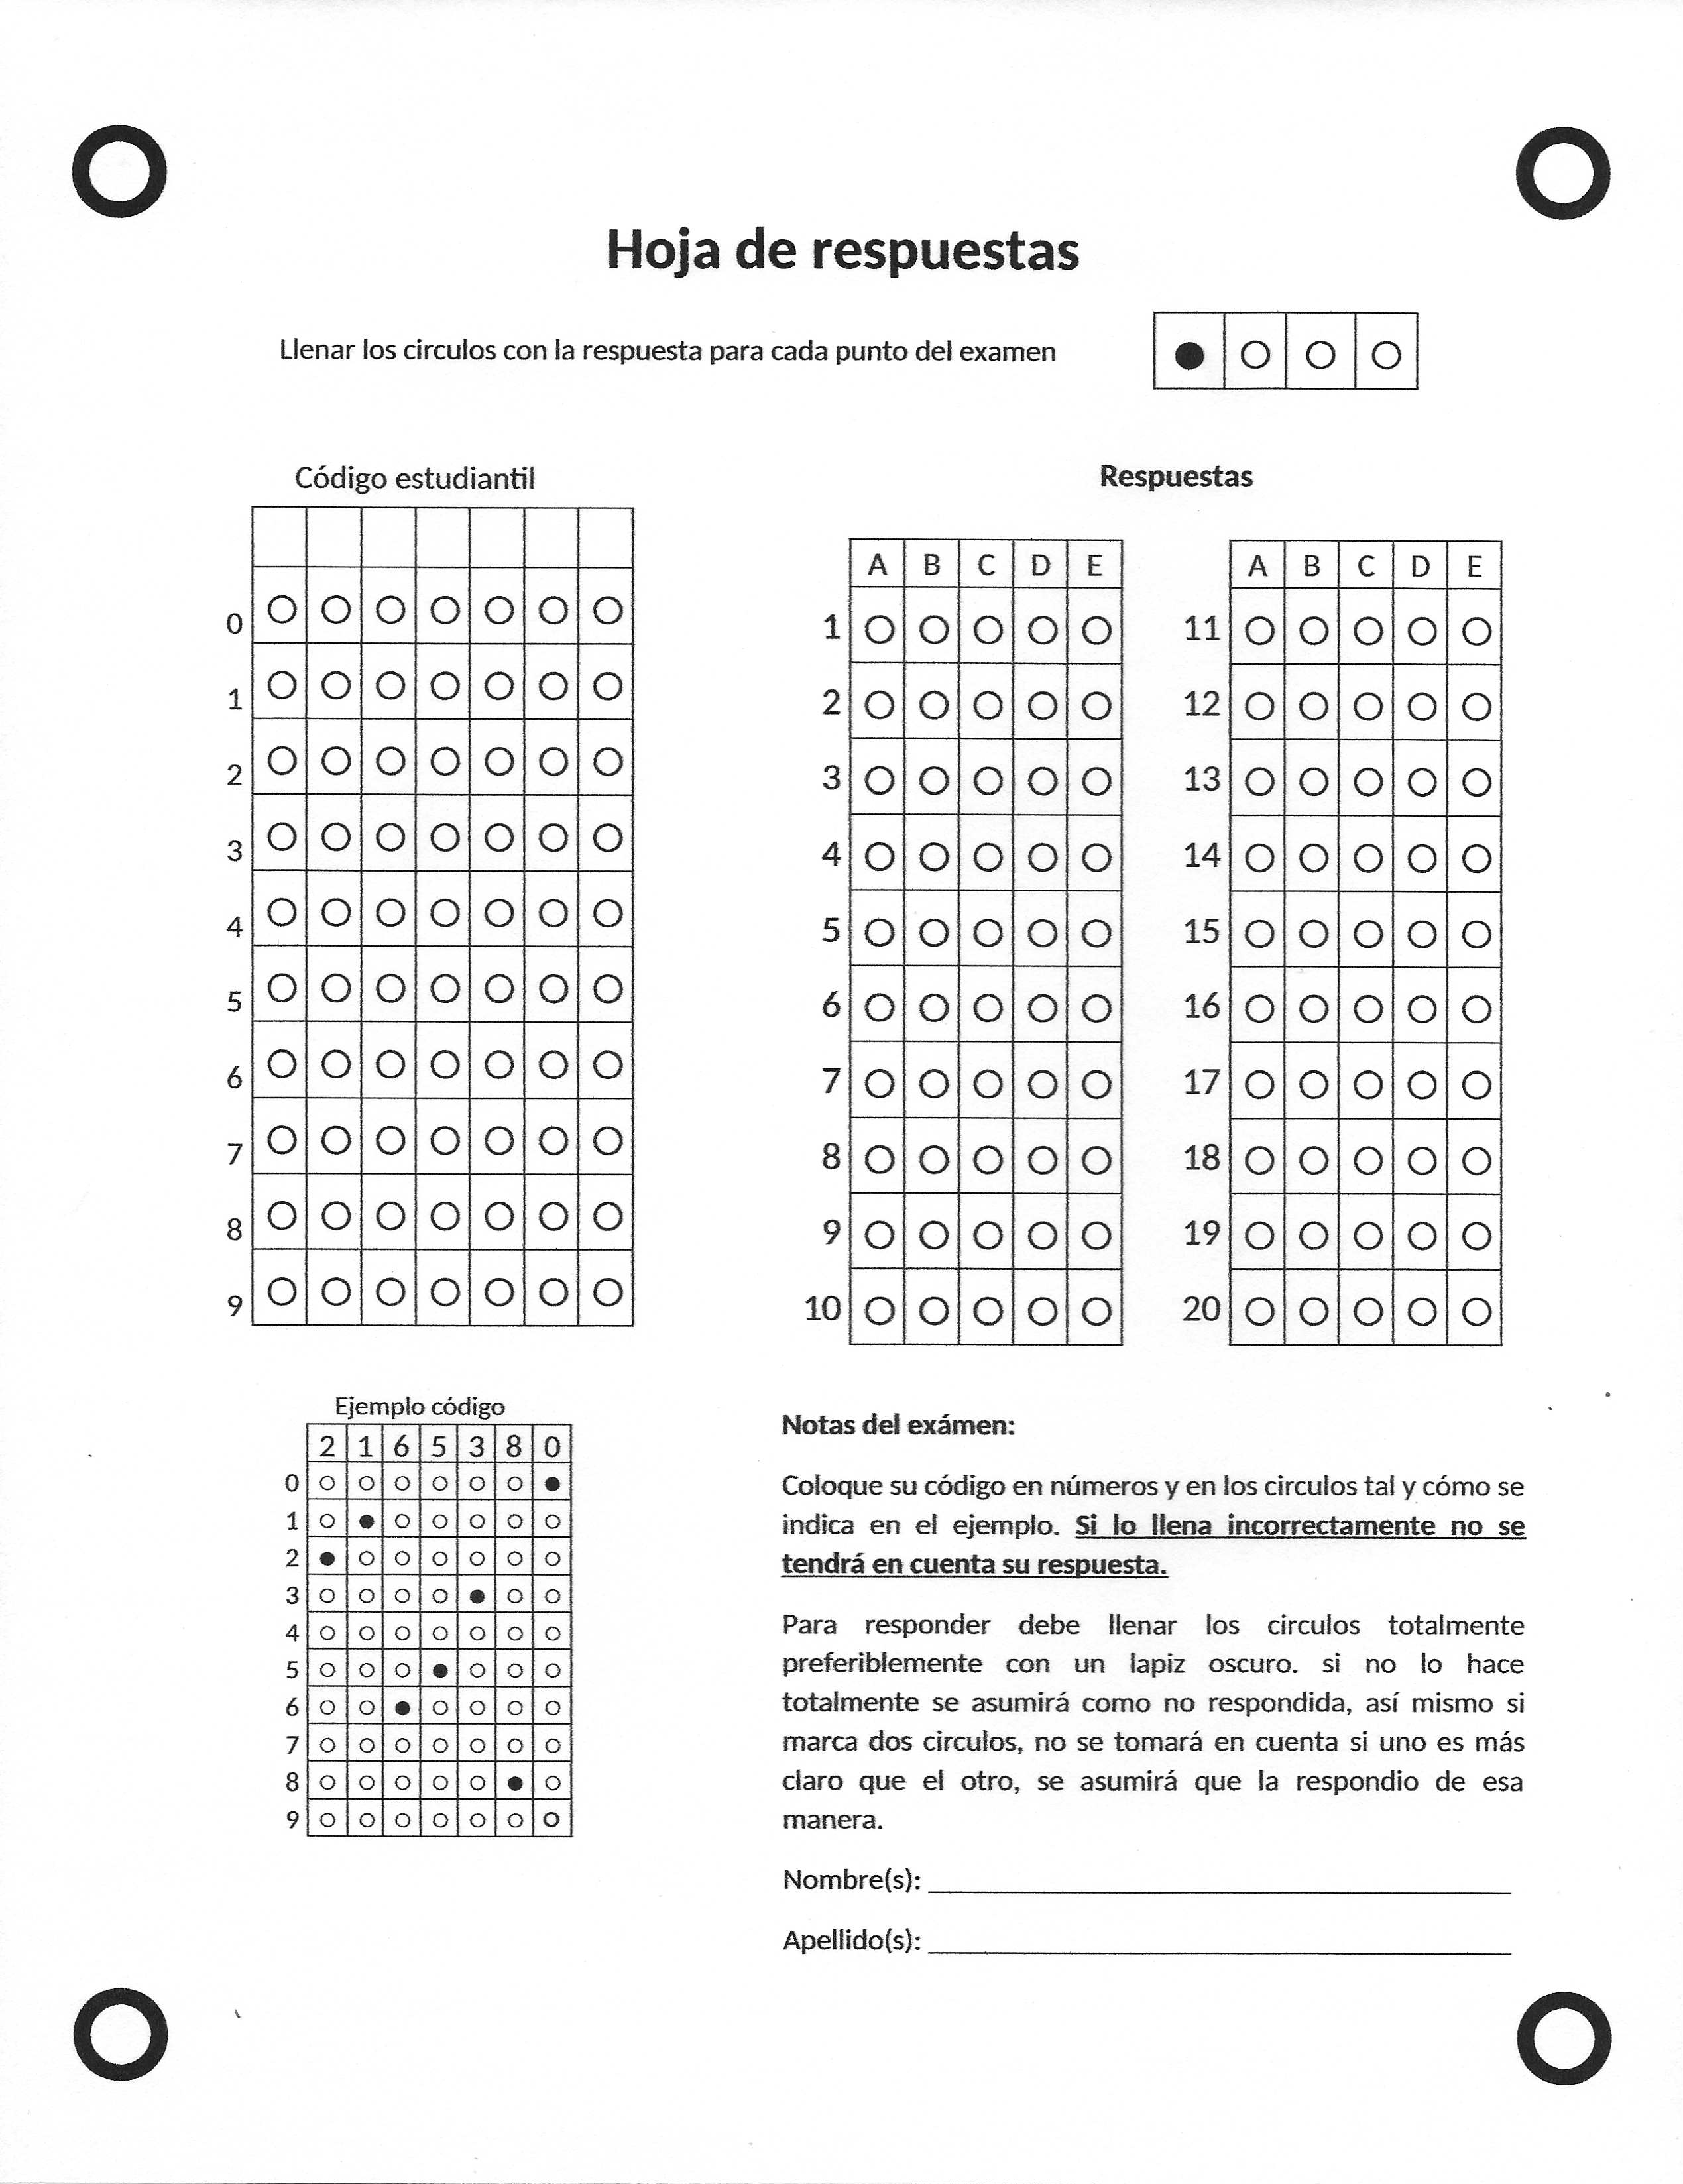 Hoja de respuestas
Llenar los circulos con la respuesta para cada punto del examen
Código estudiantil
0
1
2
3
4
5
6
7
8
9
Respuestas
A B C D E
1
2
3
4
5
6
7
8
9
10
A B C D E
11
12
13
14
15
16
17
18
19
20
Ejemplo código
2 1 6 5 3 8 0
0
1
2
3
4
5
6
7
8
9
Notas del exámen:
Coloque su código en números y en los circulos tal y cómo se
indica en el ejemplo. Si lo llena incorrectamente no se
tendrá en cuenta su respuesta.
Para responder debe llenar los circulos totalmente
preferiblemente con un lapiz oscuro. si no lo hace
totalmente se asumirá como no respondida, así mismo si
marca dos circulos, no se tomará en cuenta si uno es más
claro que el otro, se asumirá que la respondio de esa
manera.
Nombre(s):
Apellido(s):